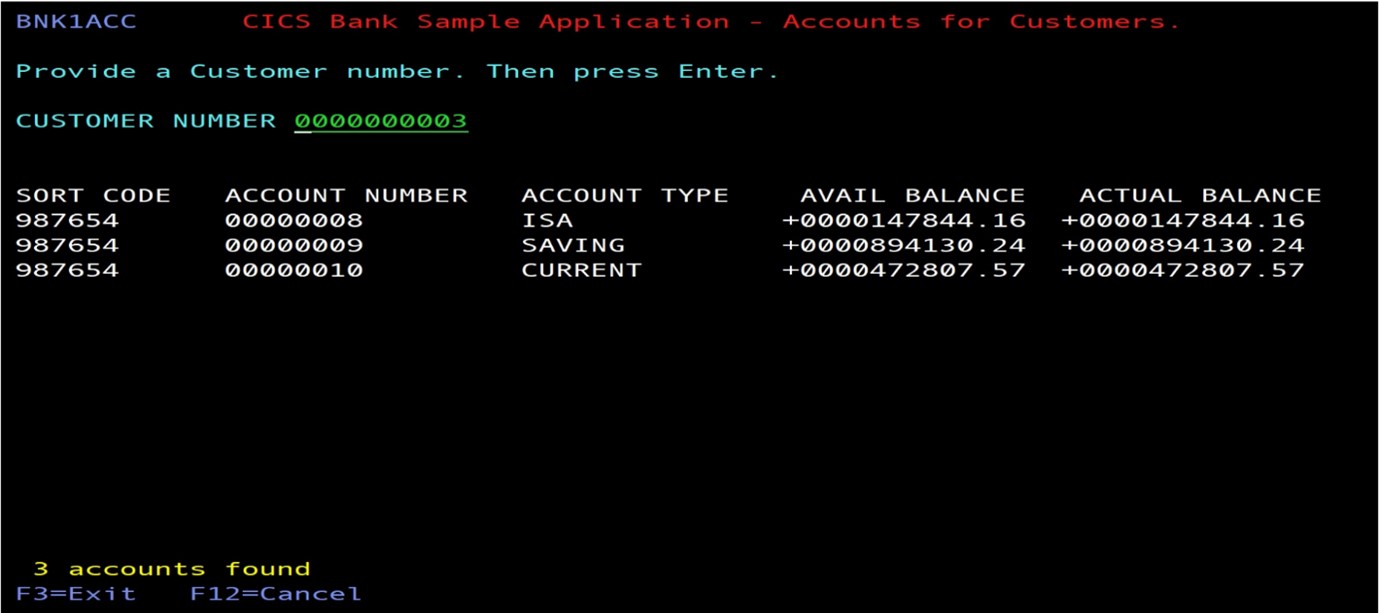 BNK1ACC CICS Bank Sample Application - Accounts for Customers.
Provide a Customer number. Then press Enter.
CUSTOMER NUMBER 0000000003
SORT CODE ACCOUNT NUMBER ACCOUNT TYPE AVAIL BALANCE ACTUAL BALANCE
987654 00000008 ISA +0000147844.16 +0000147844.16
987654 00000009 SAVING +0000894130.24 +0000894130.24
987654 00000010 CURRENT +0000472807.57 +0000472807.57
3 accounts found
F3=Exit F12=Cancel